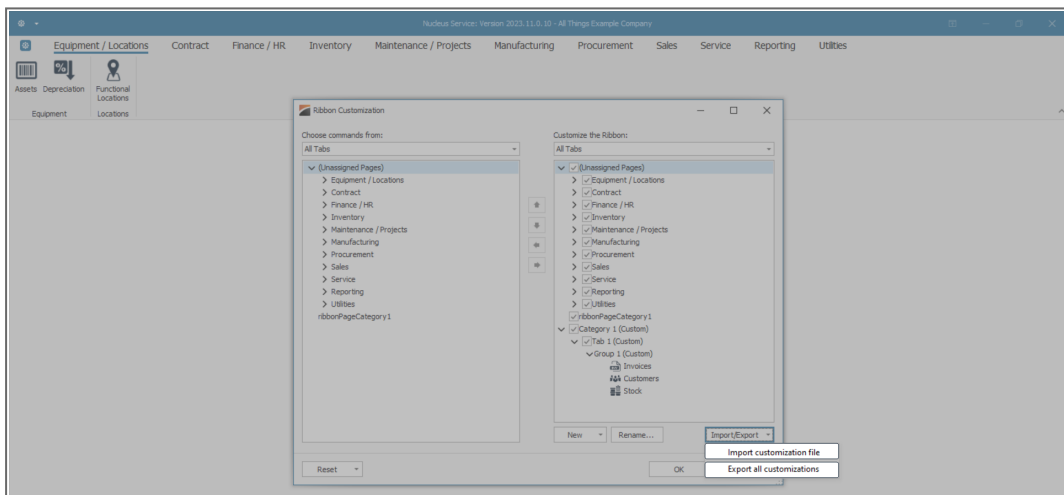 Nucleus Service: Version 2023.11.0.10 - All Things Example Company
Equipment / Locations Contract Finance / HR Inventory Maintenance / Projects Manufacturing Procurement Sales Service Reporting Utilities
Assets Depreciation Functional
Locations
Equipment Locations
Ribbon Customization
Choose commands from: Customize the Ribbon:
All Tabs All Tabs
(Unassigned Pages) (Unassigned Pages)
Equipment / Locations Equipment / Locations
Contract Contract
Finance / HR Finance / HR
Inventory Inventory
Maintenance / Projects Maintenance / Projects
Manufacturing Manufacturing
Procurement Procurement
Sales Sales
Service Service
Reporting Reporting
Utilities Utilities
ribbonPageCategory1 ribbonPageCategory1
Category 1 (Custom)
Tab 1 (Custom)
Group 1 (Custom)
Invoices
Customers
Stock
New Rename... Import/Export
Import customization file
Reset OK Export all customizations